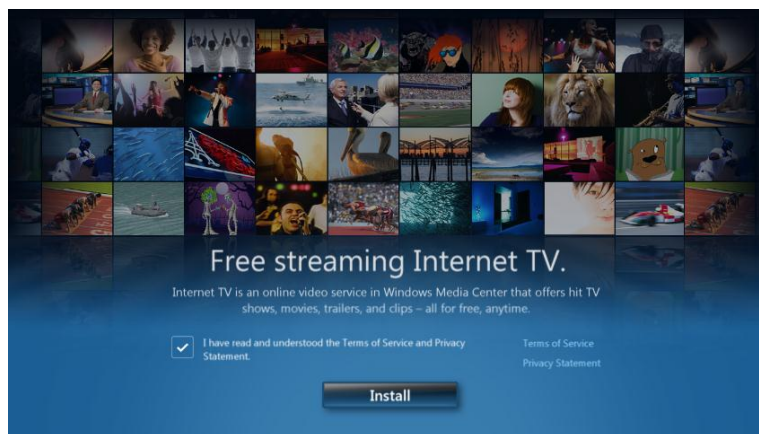 Free streaming Internet TV.
Internet TV is an online video service in Windows Media Center that offers hit TV
shows, movies, trailers, and clips – all for free, anytime.
I have read and understood the Terms of Service and Privacy
Statement.
Terms of Service
Privacy Statement
Install